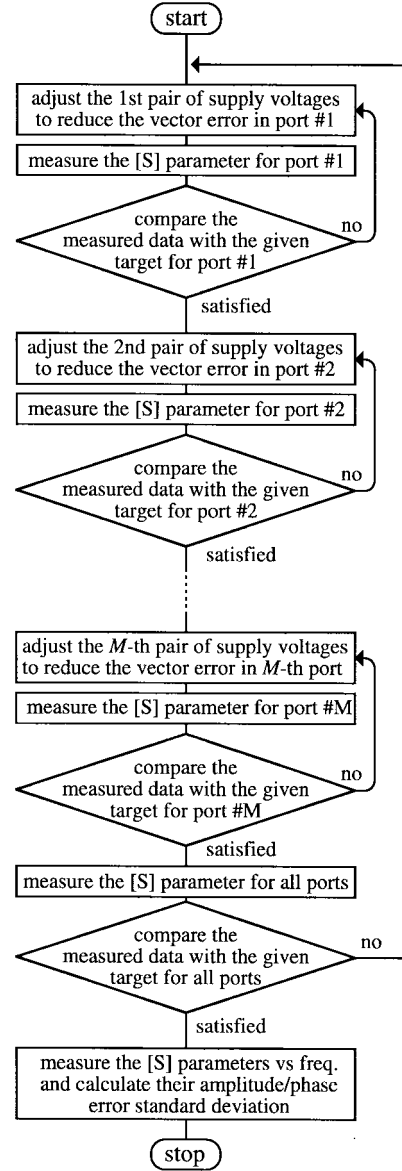 start
adjust the 1st pair of supply voltages
to reduce the vector error in port #1
measure the [S] parameter for port #1
compare the
measured data with the given
target for port #1
no
satisfied
adjust the 2nd pair of supply voltages
to reduce the vector error in port #2
measure the [S] parameter for port #2
compare the
measured data with the given
target for port #2
no
satisfied
adjust the M-th pair of supply voltages
to reduce the vector error in M-th port
measure the [S] parameter for port #M
compare the
measured data with the given
target for port #M
no
satisfied
measure the [S] parameter for all ports
compare the
measured data with the given
target for all ports
no
satisfied
measure the [S] parameters vs freq.
and calculate their amplitude/phase
error standard deviation
stop